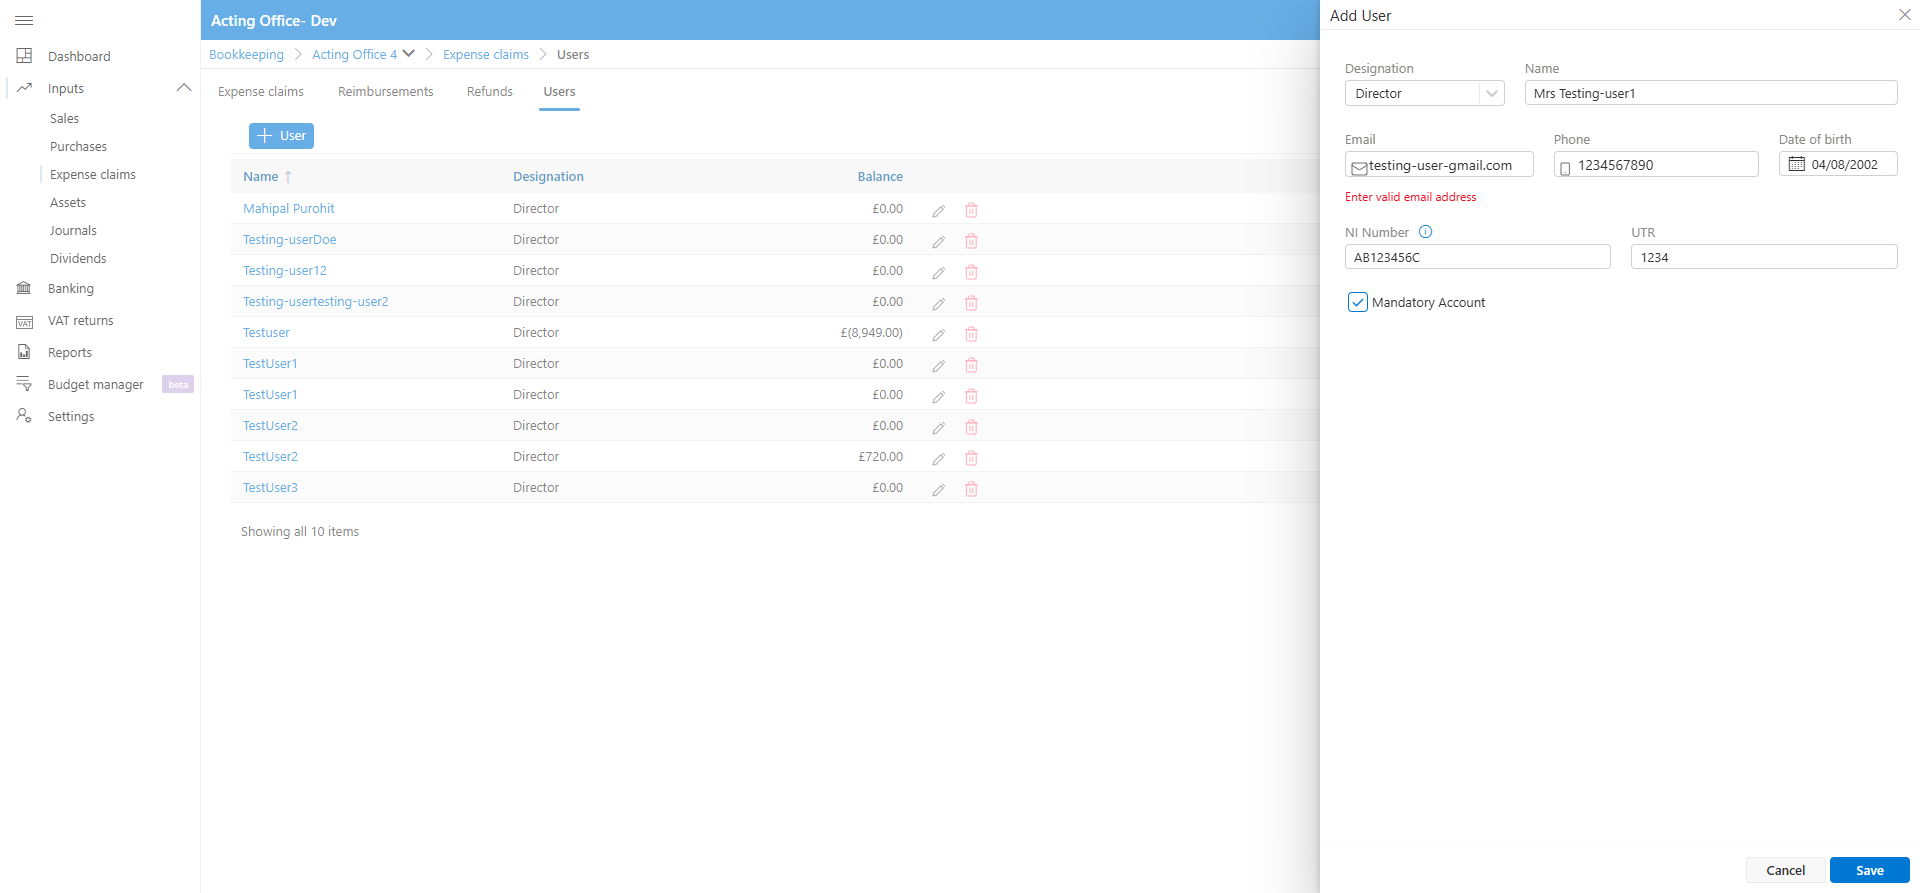 Acting Office- Dev
Dashboard
Inputs
Sales
Purchases
Expense claims
Assets
Journals
Dividends
Banking
VAT
VAT returns
Reports
Budget manager beta
Settings
Bookkeeping Acting Office 4 Expense claims Users
Expense claims Reimbursements Refunds Users
User
Name ↑ Designation Balance
Mahipal Purohit Director £0.00
Testing-userDoe Director £0.00
Testing-user12 Director £0.00
Testing-usertesting-user2 Director £0.00
Testuser Director £(8,949.00)
TestUser1 Director £0.00
TestUser1 Director £0.00
TestUser2 Director £0.00
TestUser2 Director £720.00
TestUser3 Director £0.00
Showing all 10 items
Add User
Designation Name
Director Mrs Testing-user1
Email Phone Date of birth
testing-user-gmail.com 1234567890 04/08/2002
Enter valid email address
NI Number UTR
AB123456C 1234
Mandatory Account
Cancel Save